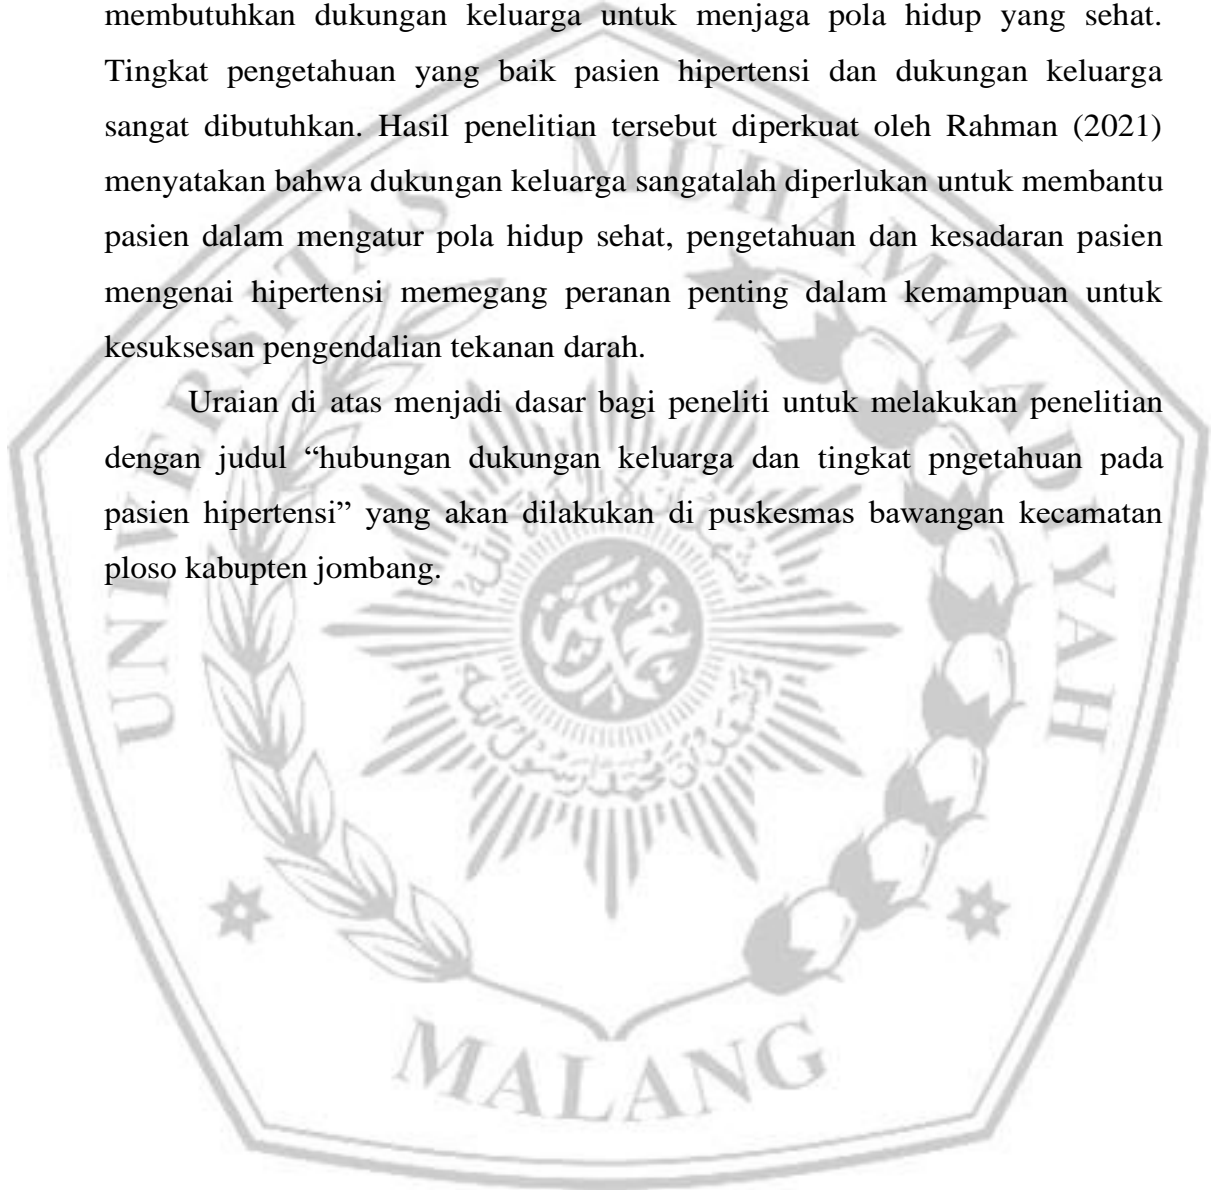 membutuhkan dukungan keluarga untuk menjaga pola hidup yang sehat.
Tingkat pengetahuan yang baik pasien hipertensi dan dukungan keluarga
sangat dibutuhkan. Hasil penelitian tersebut diperkuat oleh Rahman (2021)
menyatakan bahwa dukungan keluarga sangatalah diperlukan untuk membantu
pasien dalam mengatur pola hidup sehat, pengetahuan dan kesadaran pasien
mengenai hipertensi memegang peranan penting dalam kemampuan untuk
kesuksesan pengendalian tekanan darah.
Uraian di atas menjadi dasar bagi peneliti untuk melakukan penelitian
dengan judul “hubungan dukungan keluarga dan tingkat pngetahuan pada
pasien hipertensi” yang akan dilakukan di puskesmas bawangan kecamatan
ploso kabupten jombang.
UNIVERSITAS MUHAMMADIYAH
MALANG